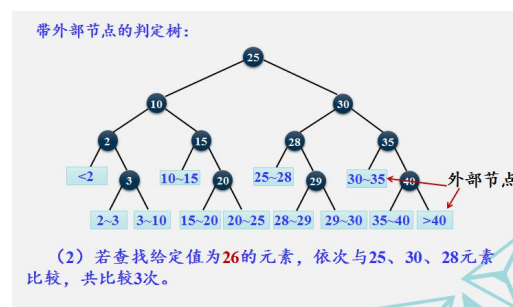 带外部节点的判定树：
25
10 30
2 15 28 35
<2 3 10~15 20 25~28 29 30~35 40 外部节点
2~3 3~10 15~20 20~25 28~29 29~30 35~40 >40
（2）若查找给定值为26的元素，依次与25、30、28元素
比较，共比较3次。